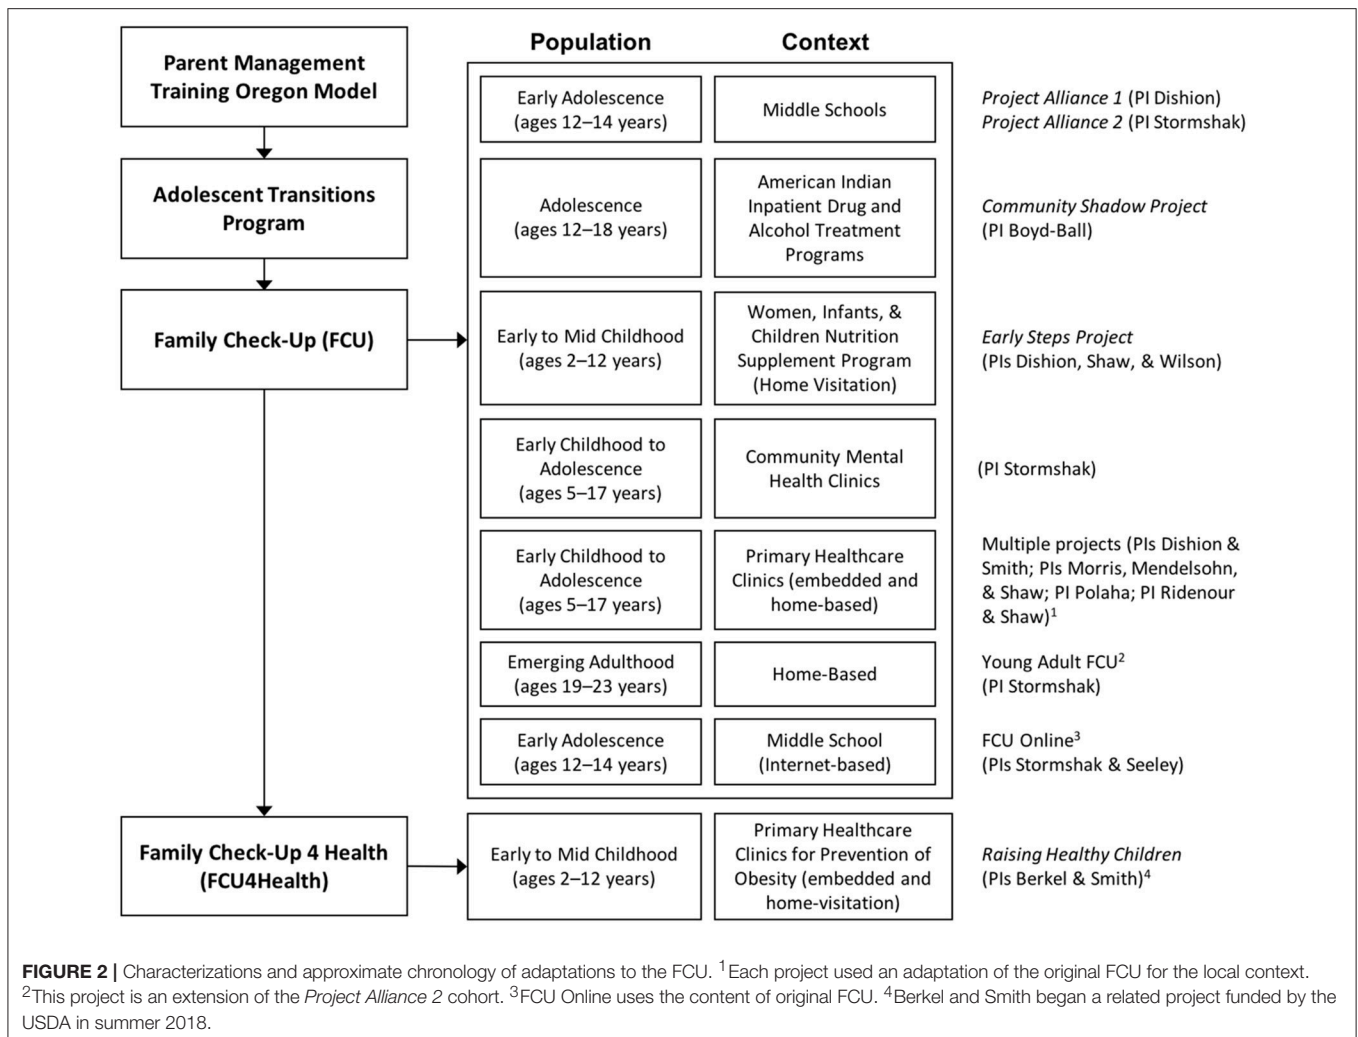 Population
Context
Parent Management
Training Oregon Model
Adolescent Transitions
Program
Family Check-Up (FCU)
Early Adolescence
(ages 12–14 years)
Middle Schools
Project Alliance 1 (PI Dishion)
Project Alliance 2 (PI Stormshak)
Adolescence
(ages 12–18 years)
American Indian
Inpatient Drug and
Alcohol Treatment
Programs
Community Shadow Project
(PI Boyd-Ball)
Early to Mid Childhood
(ages 2–12 years)
Women, Infants, &
Children Nutrition
Supplement Program
(Home Visitation)
Early Steps Project
(PIs Dishion, Shaw, & Wilson)
Early Childhood to
Adolescence
(ages 5–17 years)
Community Mental
Health Clinics
(PI Stormshak)
Early Childhood to
Adolescence
(ages 5–17 years)
Primary Healthcare
Clinics (embedded and
home-based)
Multiple projects (PIs Dishion &
Smith; PIs Morris, Mendelsohn,
& Shaw; PI Polaha; PI Ridenour
& Shaw)¹
Emerging Adulthood
(ages 19–23 years)
Home-Based
Young Adult FCU²
(PI Stormshak)
Early Adolescence
(ages 12–14 years)
Middle School
(Internet-based)
FCU Online³
(PIs Stormshak & Seeley)
Family Check-Up 4 Health
(FCU4Health)
Early to Mid Childhood
(ages 2–12 years)
Primary Healthcare
Clinics for Prevention of
Obesity (embedded and
home-visitation)
Raising Healthy Children
(PIs Berkel & Smith)⁴
FIGURE 2 | Characterizations and approximate chronology of adaptations to the FCU. ¹Each project used an adaptation of the original FCU for the local context.
²This project is an extension of the Project Alliance 2 cohort. ³FCU Online uses the content of original FCU. ⁴Berkel and Smith began a related project funded by the
USDA in summer 2018.